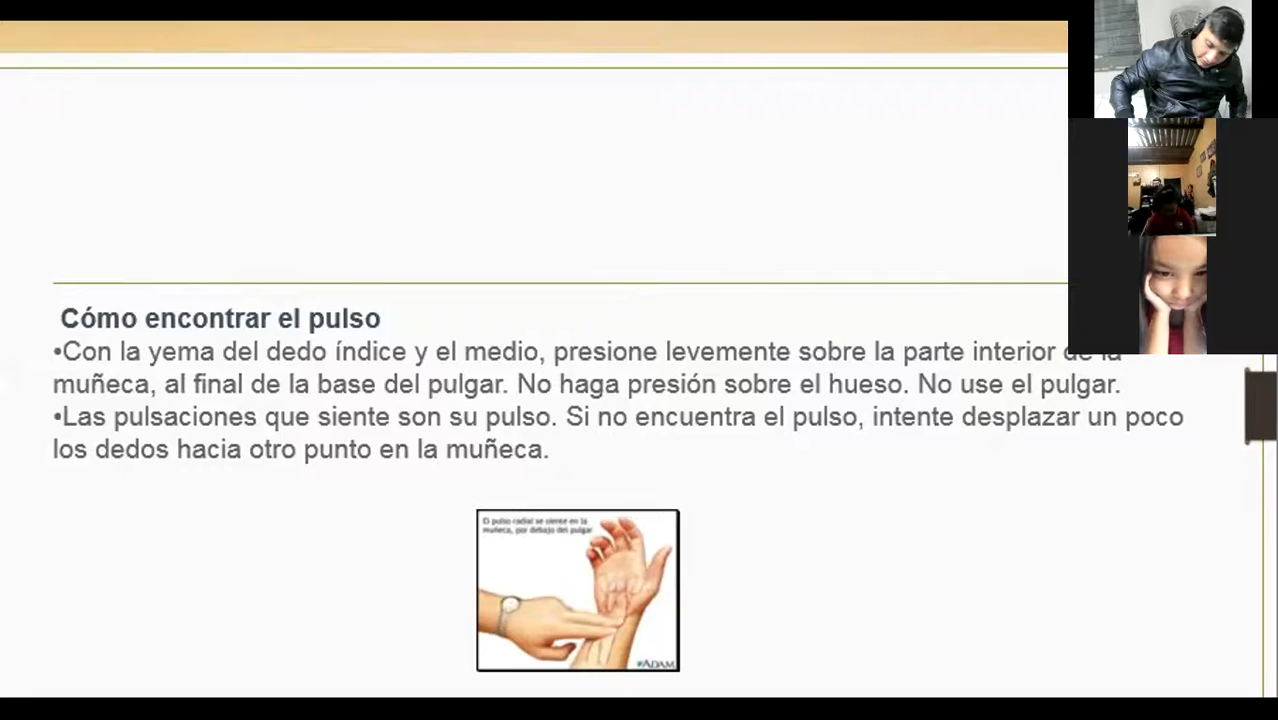 Cómo encontrar el pulso
•Con la yema del dedo índice y el medio, presione levemente sobre la parte interior de la
muñeca, al final de la base del pulgar. No haga presión sobre el hueso. No use el pulgar.
•Las pulsaciones que siente son su pulso. Si no encuentra el pulso, intente desplazar un poco
los dedos hacia otro punto en la muñeca.
El pulso radial se siente en la
muñeca, por debajo del pulgar
ADAM